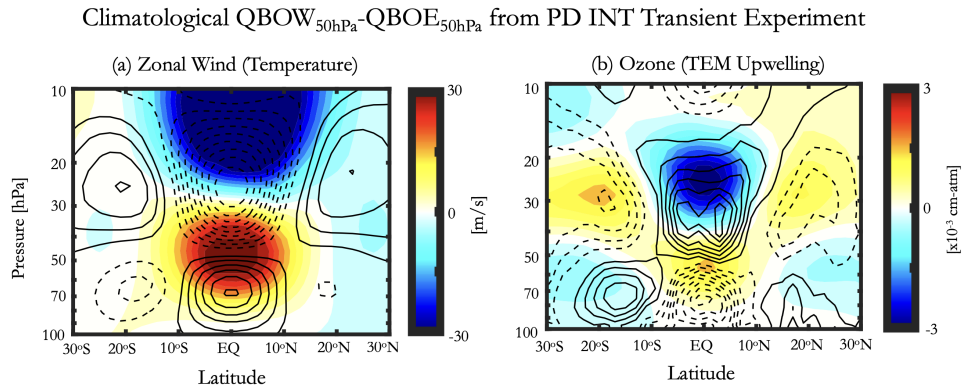 Climatological QBOW50hPa-QBOE50hPa from PD INT Transient Experiment
(a) Zonal Wind (Temperature)
(b) Ozone (TEM Upwelling)
Pressure [hPa]
10
20
30
50
70
100
30°S 20°S 10°S EQ 10°N 20°N 30°N
Latitude
30
0
-30
[m/s]
10
20
30
50
70
100
30°S 20°S 10°S EQ 10°N 20°N 30°N
Latitude
3
0
-3
[x10-3 cm-atm]